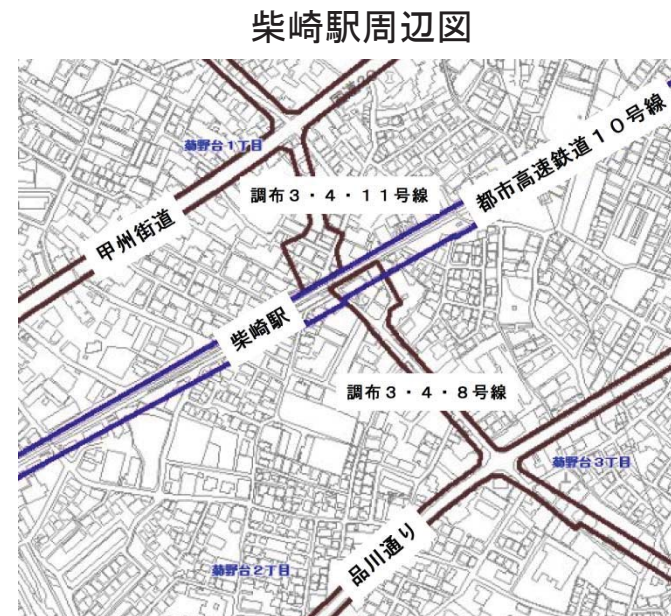 柴崎駅周辺図
菊野台1丁目
調布3・4・11号線
都市高速鉄道10号線
甲州街道
柴崎駅
調布3・4・8号線
菊野台3丁目
品川通り
菊野台2丁目